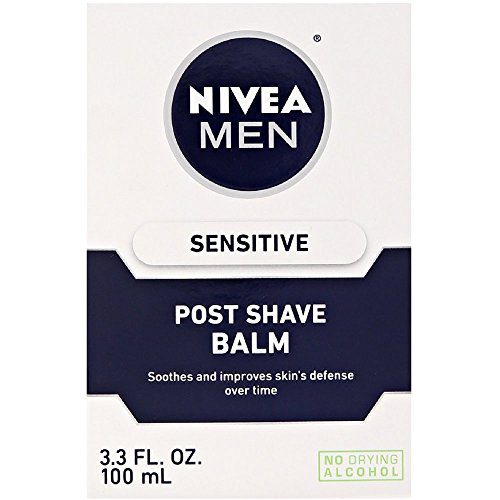 ®
NIVEA
MEN
SENSITIVE
POST SHAVE
BALM
Soothes and improves skin's defense
over time
3.3 FL. OZ.
100 mL
NO DRYING
ALCOHOL